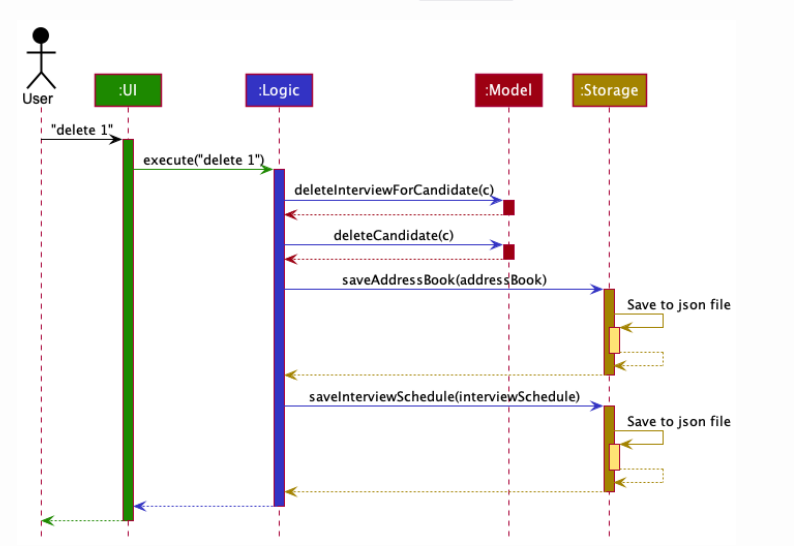 User
:UI
:Logic
:Model
:Storage
"delete 1"
execute("delete 1")
deleteInterviewForCandidate(c)
deleteCandidate(c)
saveAddressBook(addressBook)
Save to json file
saveInterviewSchedule(interviewSchedule)
Save to json file